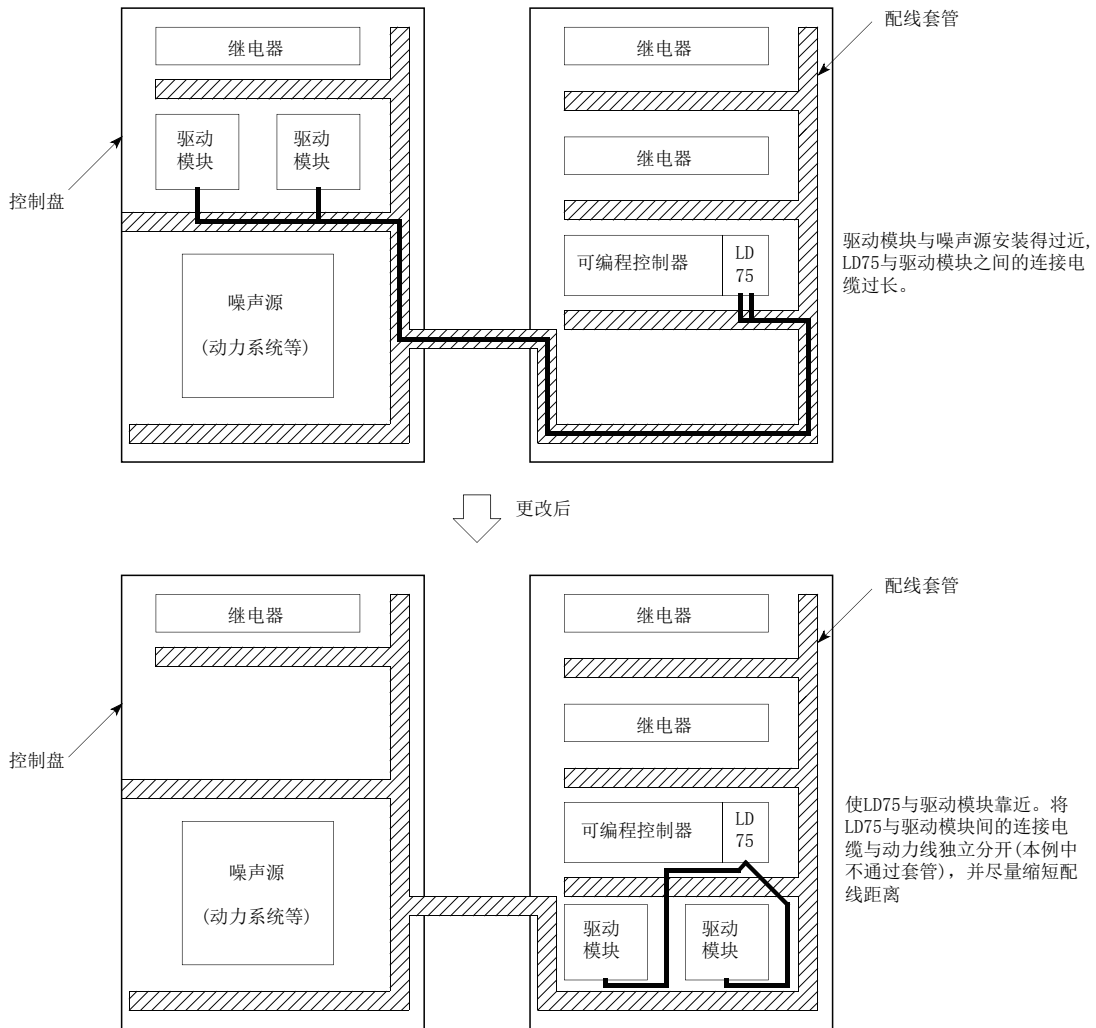 继电器
继电器
配线套管
驱动
模块
驱动
模块
继电器
控制盘
可编程控制器
LD
75
驱动模块与噪声源安装得过近,
LD75与驱动模块之间的连接电
缆过长。
噪声源
(动力系统等)
更改后
继电器
继电器
配线套管
继电器
控制盘
可编程控制器
LD
75
使LD75与驱动模块靠近。将
LD75与驱动模块间的连接电
缆与动力线独立分开(本例中
不通过套管), 并尽量缩短配
线距离
噪声源
(动力系统等)
驱动
模块
驱动
模块